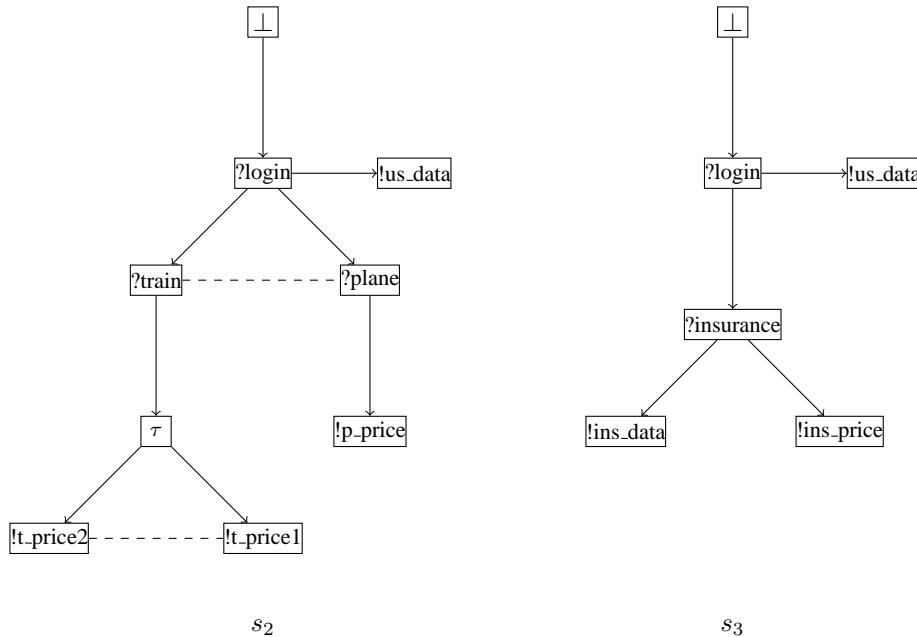 ⊥ ⊥
?login !us_data ?login !us_data
?train ?plane
?insurance
τ !p_price !ins_data !ins_price
!t_price2 !t_price1
s₂ s₃